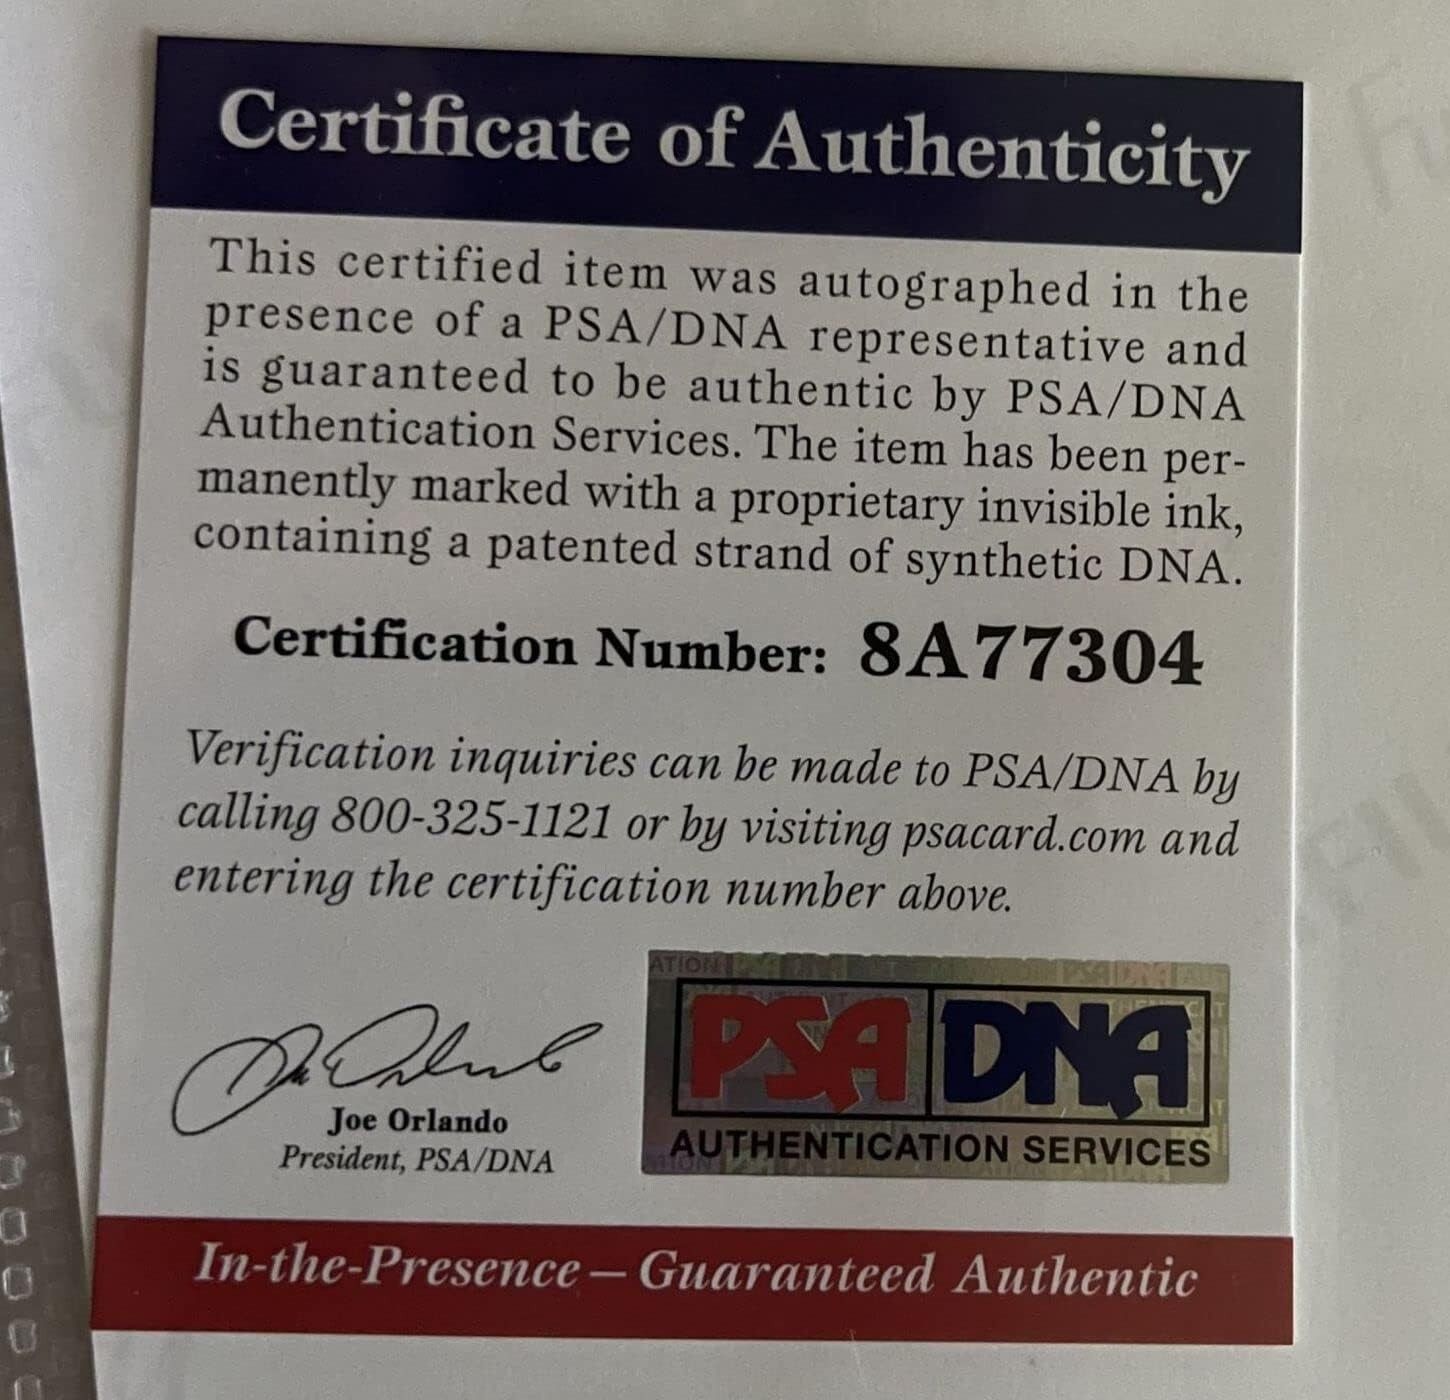 Certificate of Authenticity
This certified item was autographed in the
presence of a PSA/DNA representative and
is guaranteed to be authentic by PSA/DNA
Authentication Services. The item has been per-
manently marked with a proprietary invisible ink,
containing a patented strand of synthetic DNA.
Certification Number: 8A77304
Verification inquiries can be made to PSA/DNA by
calling 800-325-1121 or by visiting psacard.com and
entering the certification number above.
Joe Orlando
President, PSA/DNA
PSA DNA
AUTHENTICATION SERVICES
In-the-Presence – Guaranteed Authentic